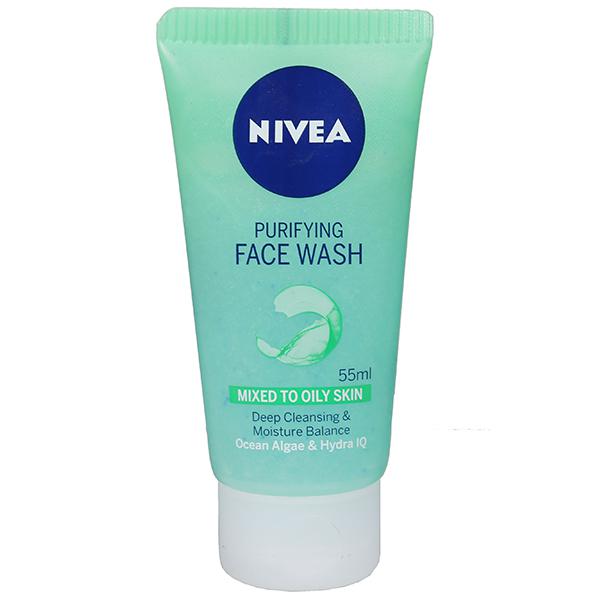 NIVEA
PURIFYING
FACE WASH
55ml
MIXED TO OILY SKIN
Deep Cleansing &
Moisture Balance
Ocean Algae & Hydra IQ